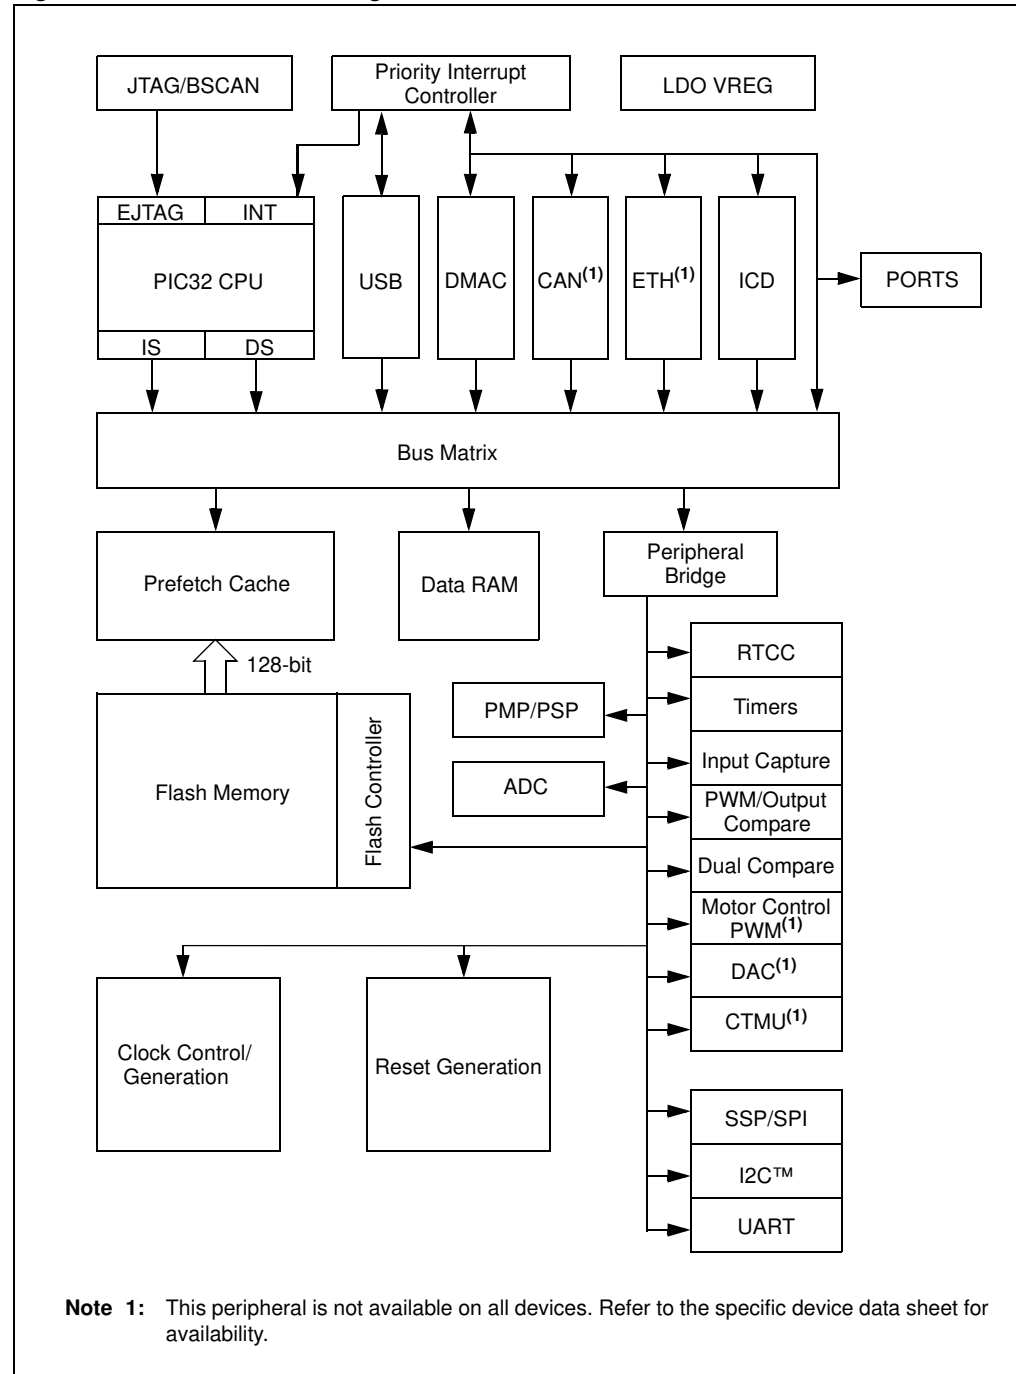 JTAG/BSCAN
Priority Interrupt
Controller
LDO VREG
EJTAG
INT
PIC32 CPU
IS
DS
USB
DMAC
CAN(1)
ETH(1)
ICD
PORTS
Bus Matrix
Prefetch Cache
Data RAM
Peripheral
Bridge
128-bit
Flash Memory
Flash Controller
PMP/PSP
ADC
RTCC
Timers
Input Capture
PWM/Output
Compare
Dual Compare
Motor Control
PWM(1)
DAC(1)
CTMU(1)
Clock Control/
Generation
Reset Generation
SSP/SPI
I2C™
UART
Note 1: This peripheral is not available on all devices. Refer to the specific device data sheet for
availability.